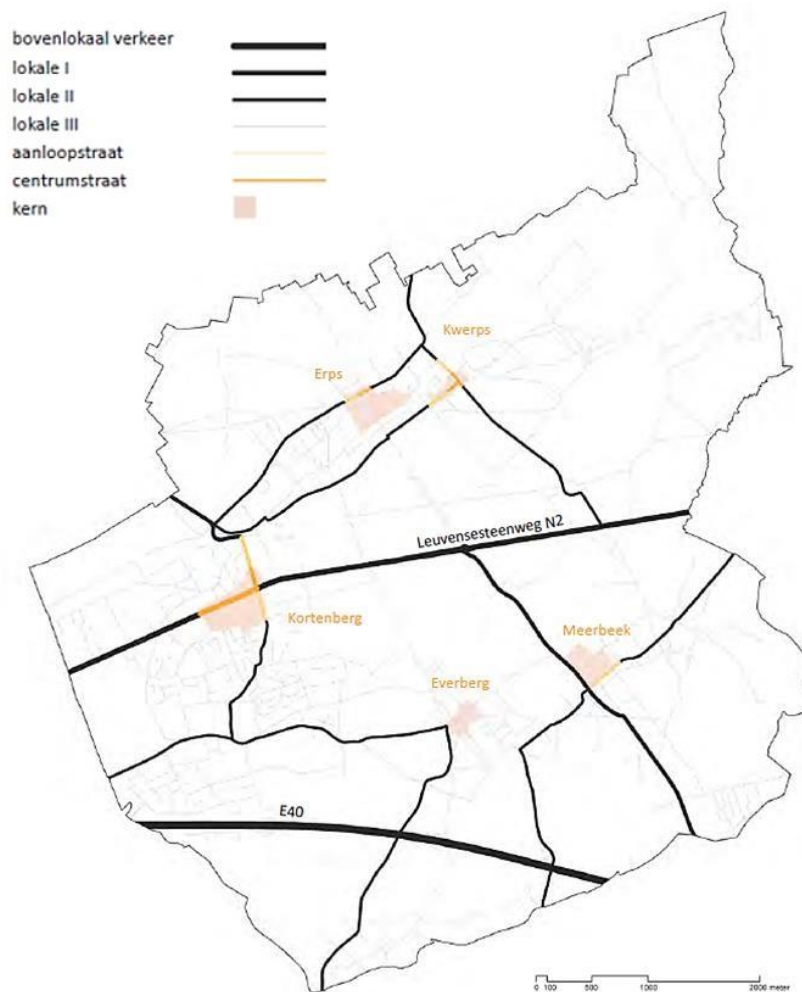 bovenlokaal verkeer
lokale I
lokale II
lokale III
aanloopstraat
centrumstraat
kern
Kwerps
Erps
Leuvensesteenweg N2
Kortenberg
Meerbeek
Everberg
E40
0 100 500 1000 2000 meter